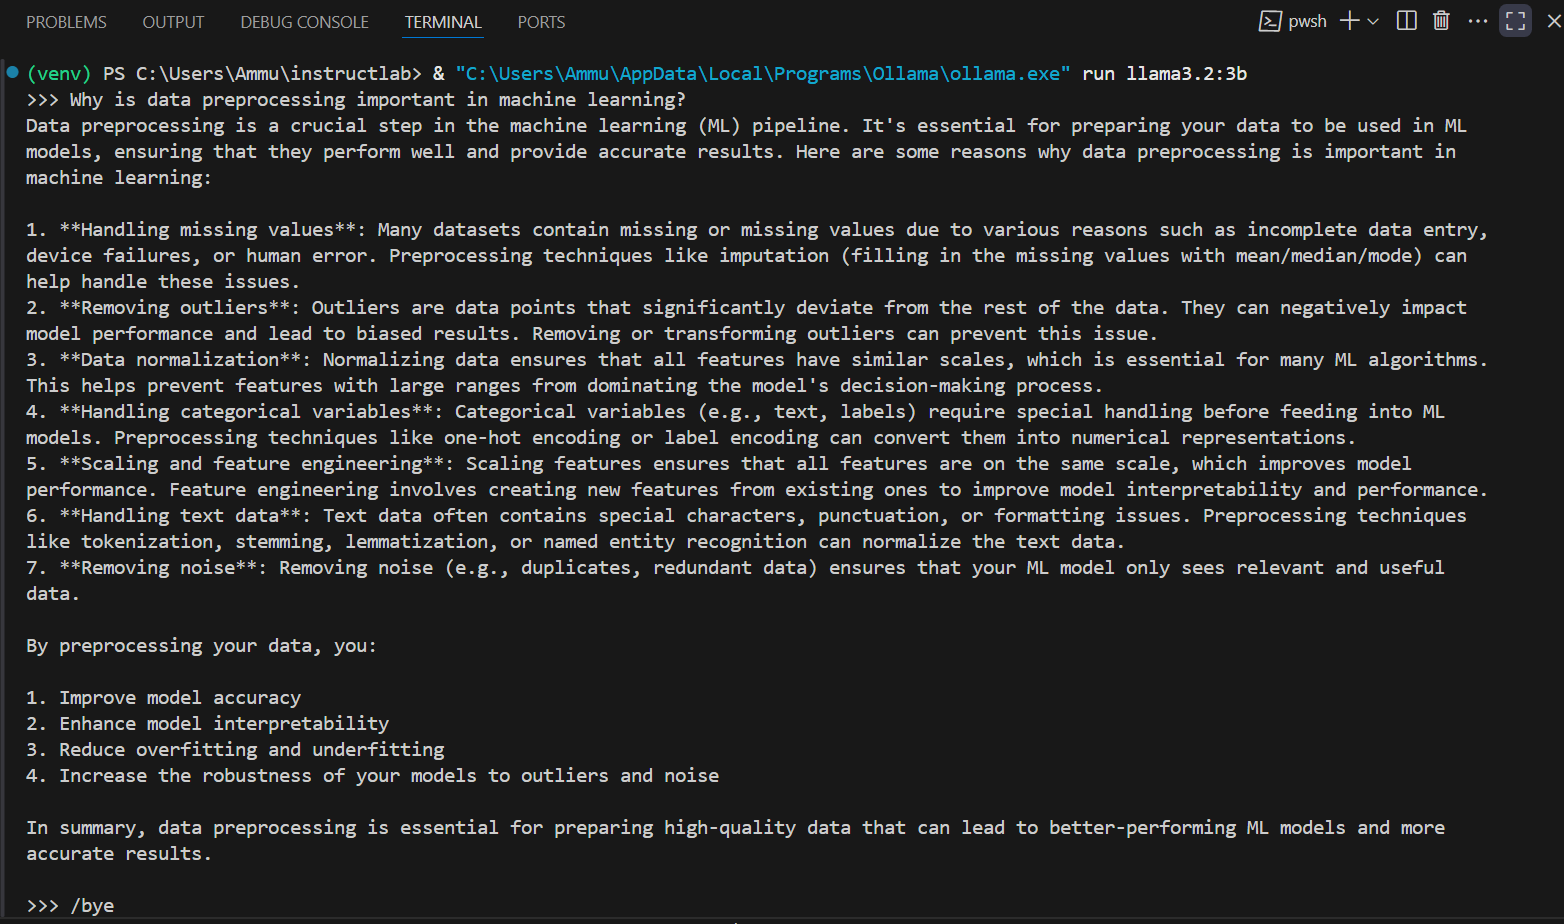 PROBLEMS OUTPUT DEBUG CONSOLE TERMINAL PORTS pwsh
(venv) PS C:\Users\Ammu\instructlab> & "C:\Users\Ammu\AppData\Local\Programs\Ollama\ollama.exe" run llama3.2:3b
>>> Why is data preprocessing important in machine learning?
Data preprocessing is a crucial step in the machine learning (ML) pipeline. It's essential for preparing your data to be used in ML
models, ensuring that they perform well and provide accurate results. Here are some reasons why data preprocessing is important in
machine learning:
1. **Handling missing values**: Many datasets contain missing or missing values due to various reasons such as incomplete data entry,
device failures, or human error. Preprocessing techniques like imputation (filling in the missing values with mean/median/mode) can
help handle these issues.
2. **Removing outliers**: Outliers are data points that significantly deviate from the rest of the data. They can negatively impact
model performance and lead to biased results. Removing or transforming outliers can prevent this issue.
3. **Data normalization**: Normalizing data ensures that all features have similar scales, which is essential for many ML algorithms.
This helps prevent features with large ranges from dominating the model's decision-making process.
4. **Handling categorical variables**: Categorical variables (e.g., text, labels) require special handling before feeding into ML
models. Preprocessing techniques like one-hot encoding or label encoding can convert them into numerical representations.
5. **Scaling and feature engineering**: Scaling features ensures that all features are on the same scale, which improves model
performance. Feature engineering involves creating new features from existing ones to improve model interpretability and performance.
6. **Handling text data**: Text data often contains special characters, punctuation, or formatting issues. Preprocessing techniques
like tokenization, stemming, lemmatization, or named entity recognition can normalize the text data.
7. **Removing noise**: Removing noise (e.g., duplicates, redundant data) ensures that your ML model only sees relevant and useful
data.
By preprocessing your data, you:
1. Improve model accuracy
2. Enhance model interpretability
3. Reduce overfitting and underfitting
4. Increase the robustness of your models to outliers and noise
In summary, data preprocessing is essential for preparing high-quality data that can lead to better-performing ML models and more
accurate results.
>>> /bye